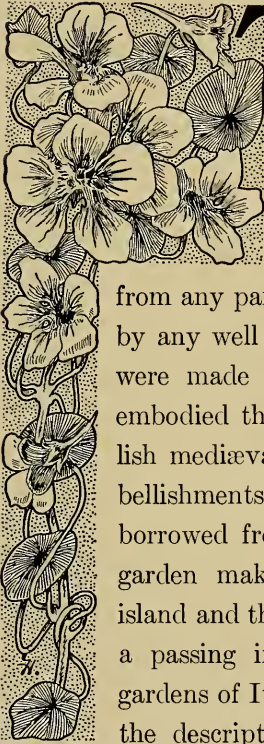 from any pa
by any well
were made
embodied th
lish mediæva
bellishments
borrowed fr
garden mak
island and th
a passing in
gardens of I
the descript